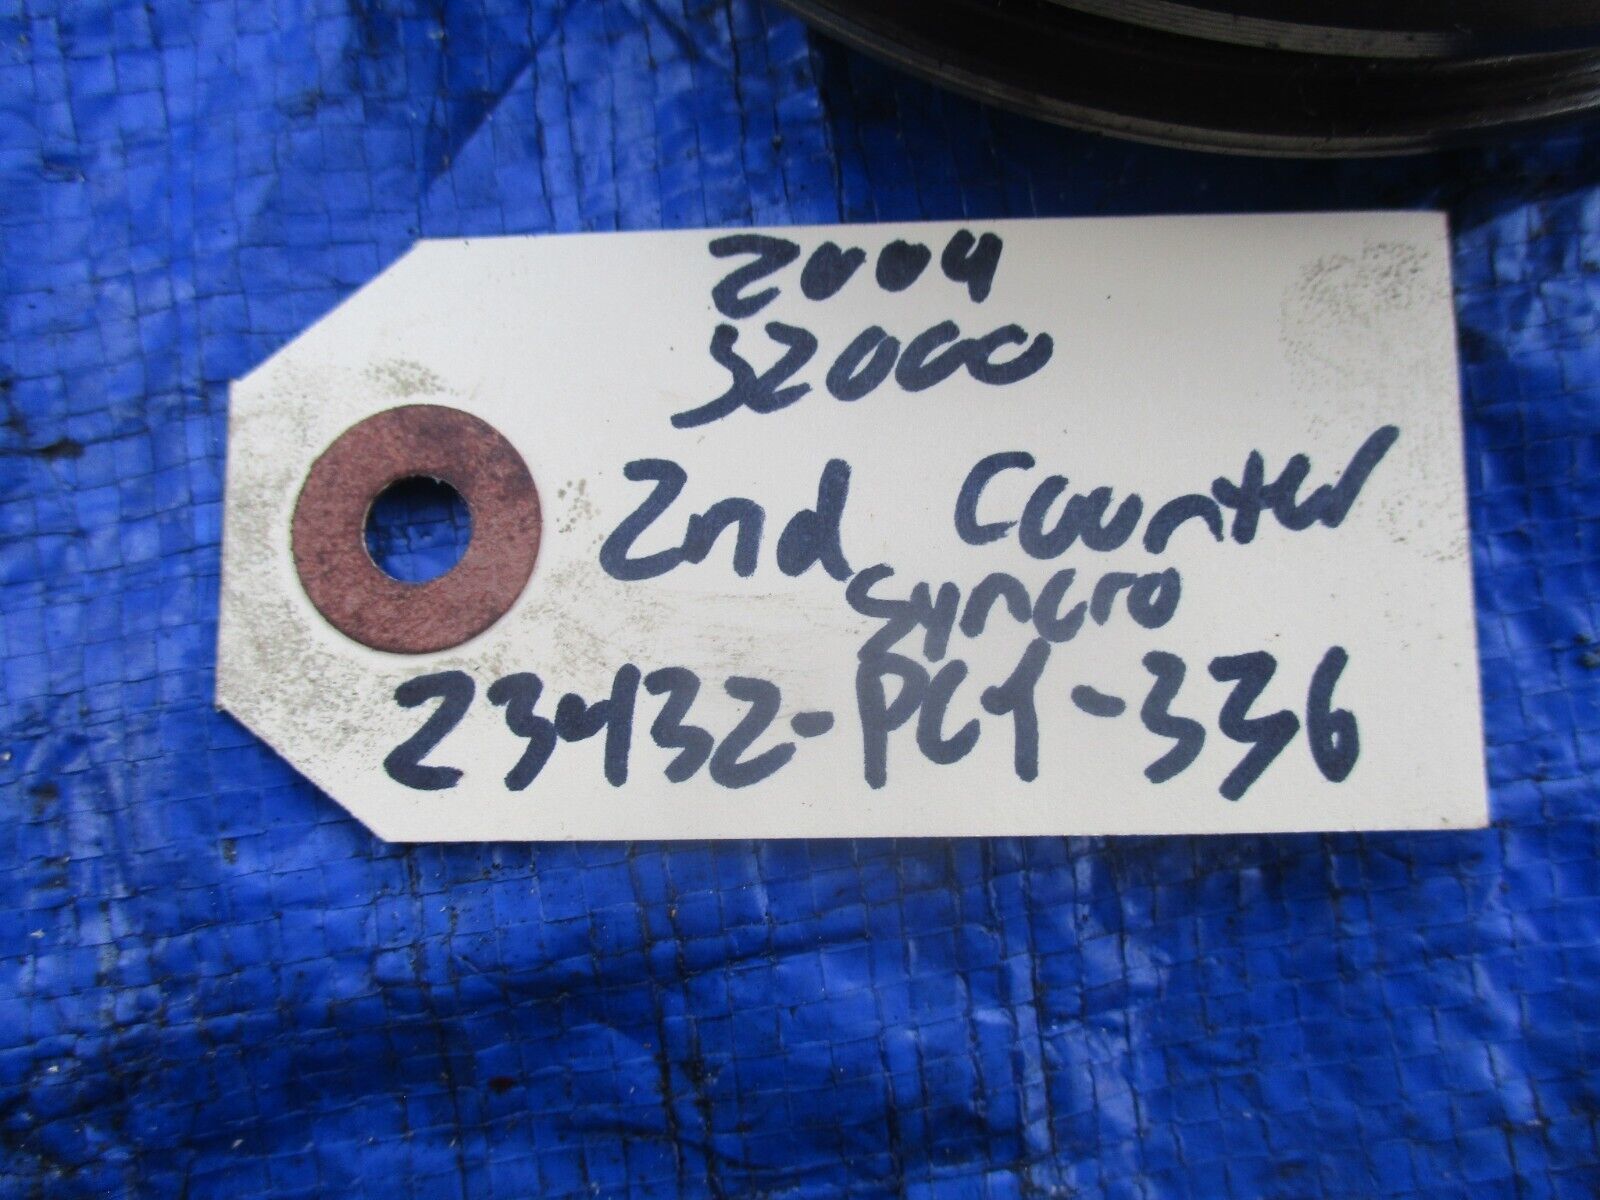 2004
S2000
2nd Counter
syncro
23432-PCY-336